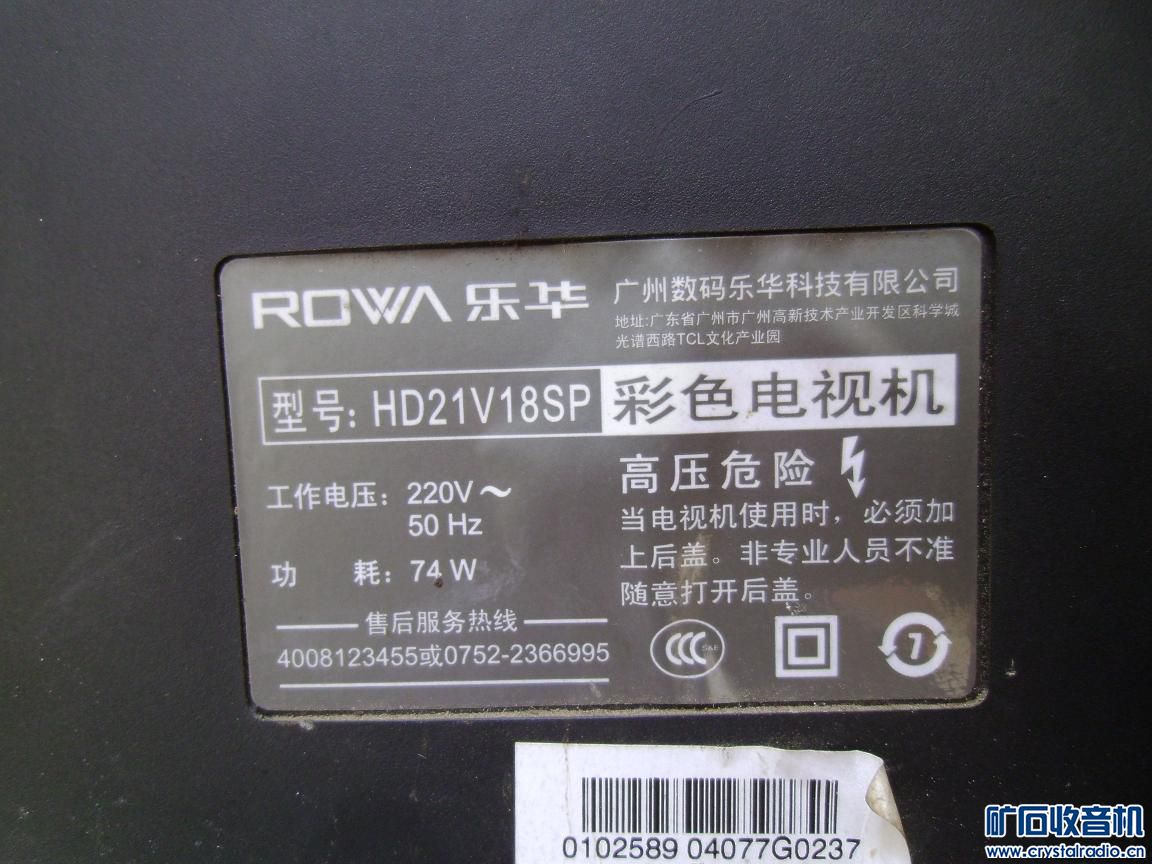 ROWA 乐华
广州数码乐华科技有限公司
地址:广东省广州市广州高新技术产业开发区科学城
光谱西路TCL文化产业园
型号: HD21V18SP
彩色电视机
工作电压: 220V～
50 Hz
功 耗: 74 W
售后服务热线
4008123455或0752-2366995
高压危险
当电视机使用时，必须加
上后盖。非专业人员不准
随意打开后盖。
CCC S&E
7
0102589 04077G0237
矿石收音机
www.crystalradio.cn